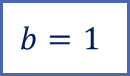 b = 1